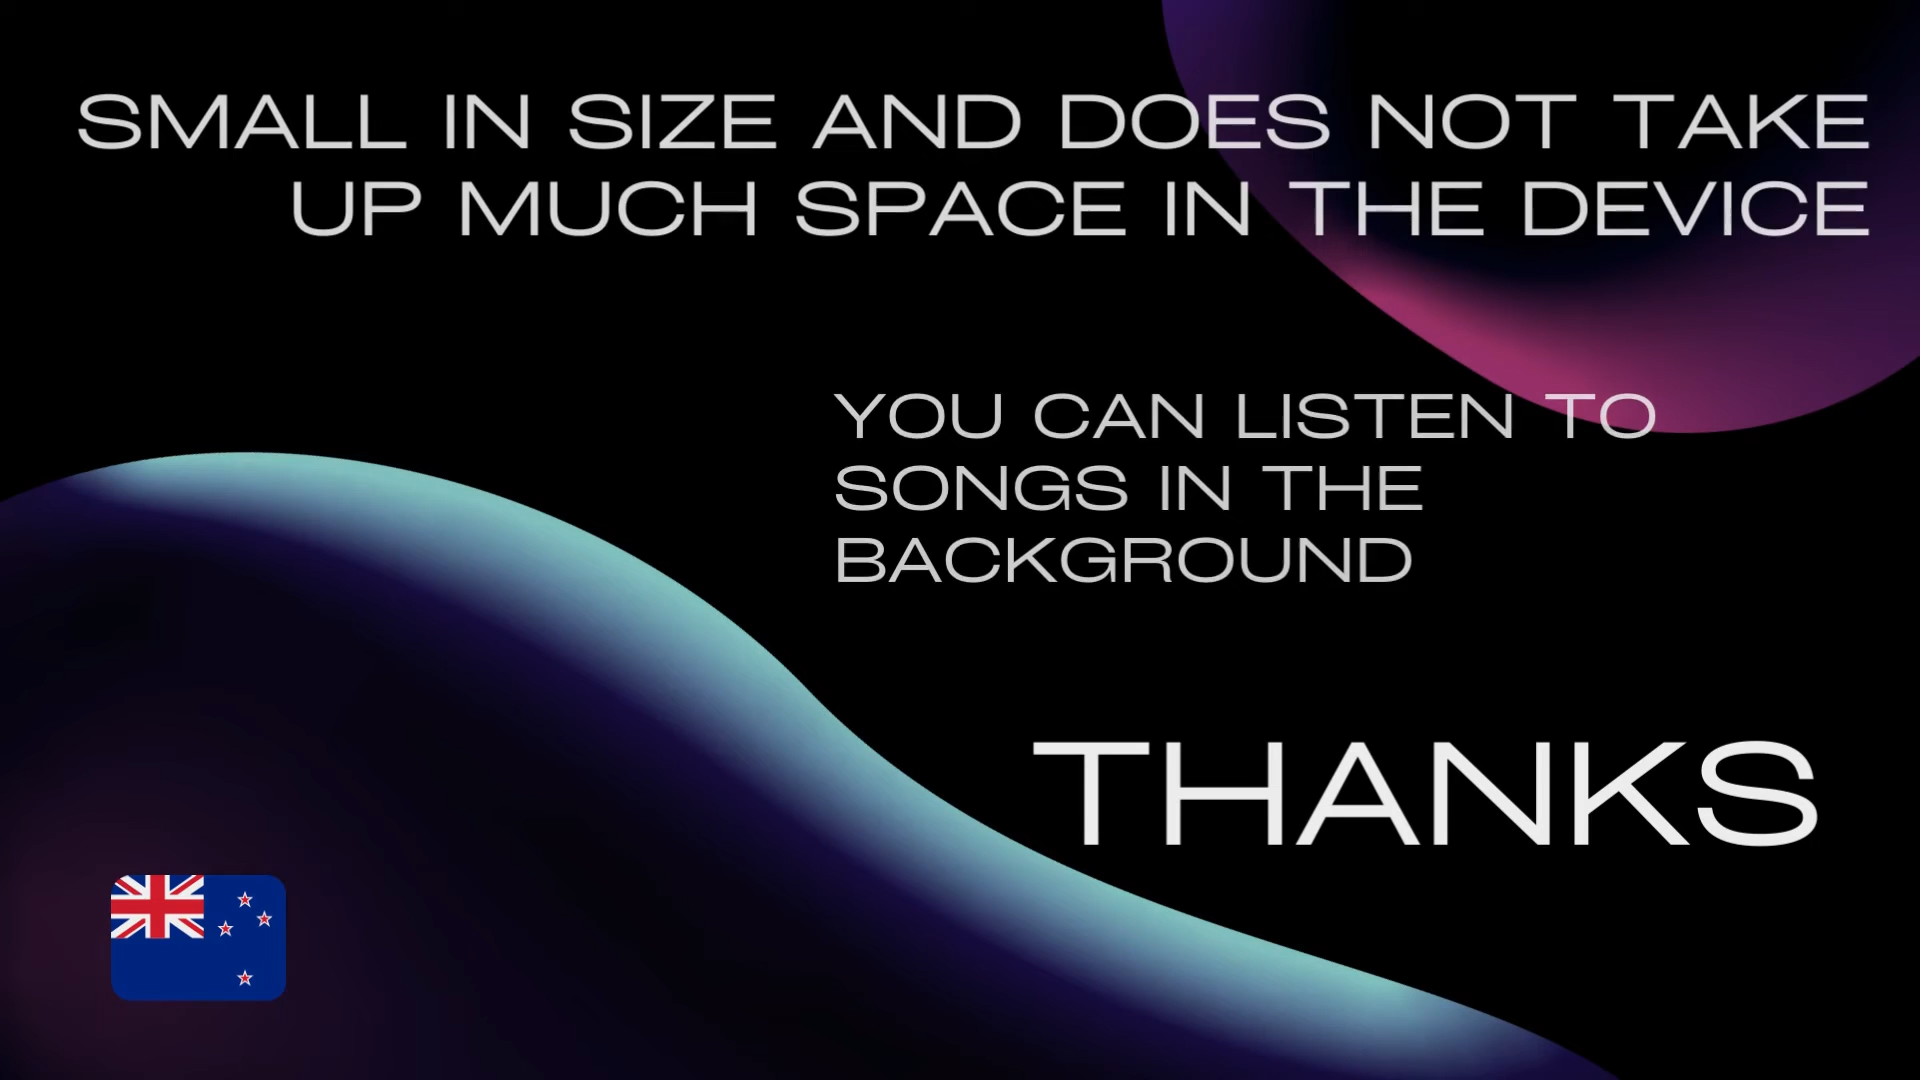 SMALL IN SIZE AND DOES NOT TAKE
UP MUCH SPACE IN THE DEVICE
YOU CAN LISTEN TO
SONGS IN THE
BACKGROUND
THANKS